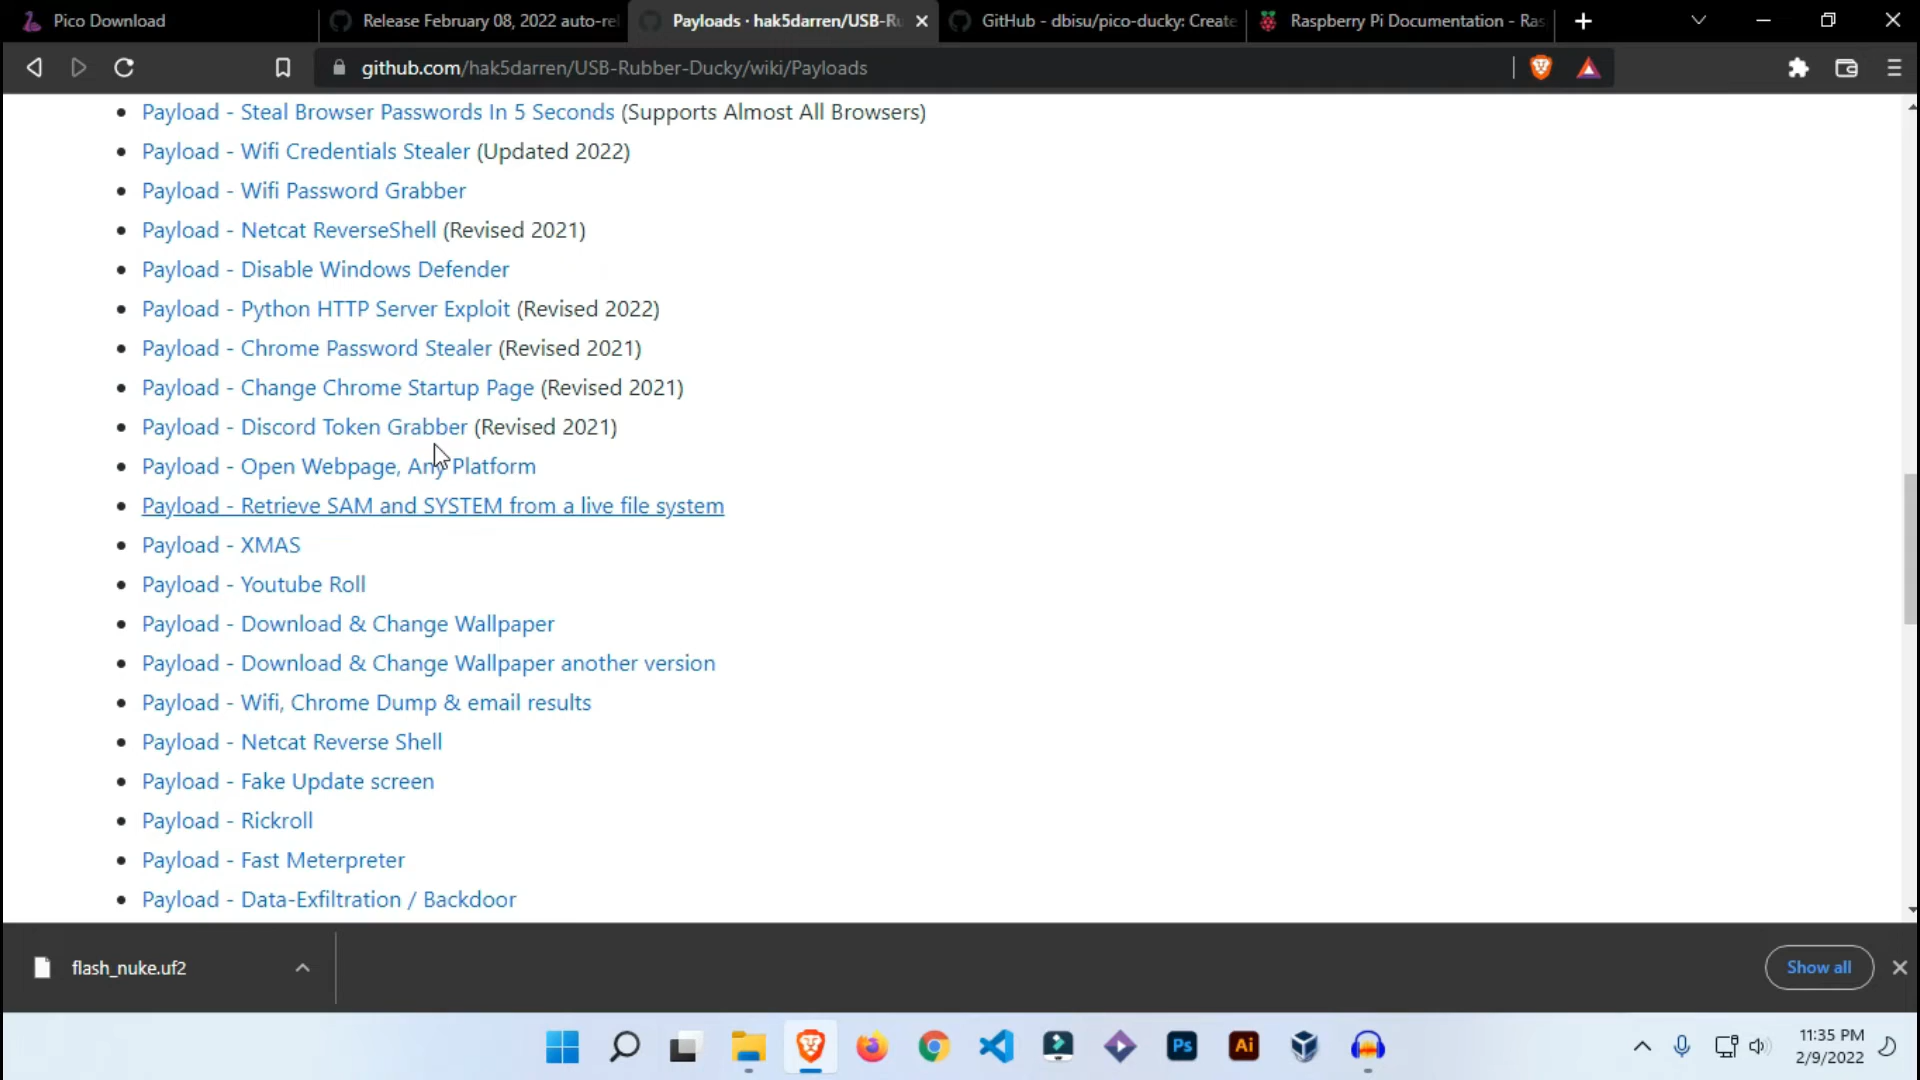 Pico Download
Release February 08, 2022 auto-rel
Payloads · hak5darren/USB-Ru
GitHub - dbisu/pico-ducky: Create
Raspberry Pi Documentation - Ras
github.com/hak5darren/USB-Rubber-Ducky/wiki/Payloads
Payload - Steal Browser Passwords In 5 Seconds (Supports Almost All Browsers)
Payload - Wifi Credentials Stealer (Updated 2022)
Payload - Wifi Password Grabber
Payload - Netcat ReverseShell (Revised 2021)
Payload - Disable Windows Defender
Payload - Python HTTP Server Exploit (Revised 2022)
Payload - Chrome Password Stealer (Revised 2021)
Payload - Change Chrome Startup Page (Revised 2021)
Payload - Discord Token Grabber (Revised 2021)
Payload - Open Webpage, Any Platform
Payload - Retrieve SAM and SYSTEM from a live file system
Payload - XMAS
Payload - Youtube Roll
Payload - Download & Change Wallpaper
Payload - Download & Change Wallpaper another version
Payload - Wifi, Chrome Dump & email results
Payload - Netcat Reverse Shell
Payload - Fake Update screen
Payload - Rickroll
Payload - Fast Meterpreter
Payload - Data-Exfiltration / Backdoor
flash_nuke.uf2
Show all
Ps
Ai
11:35 PM
2/9/2022